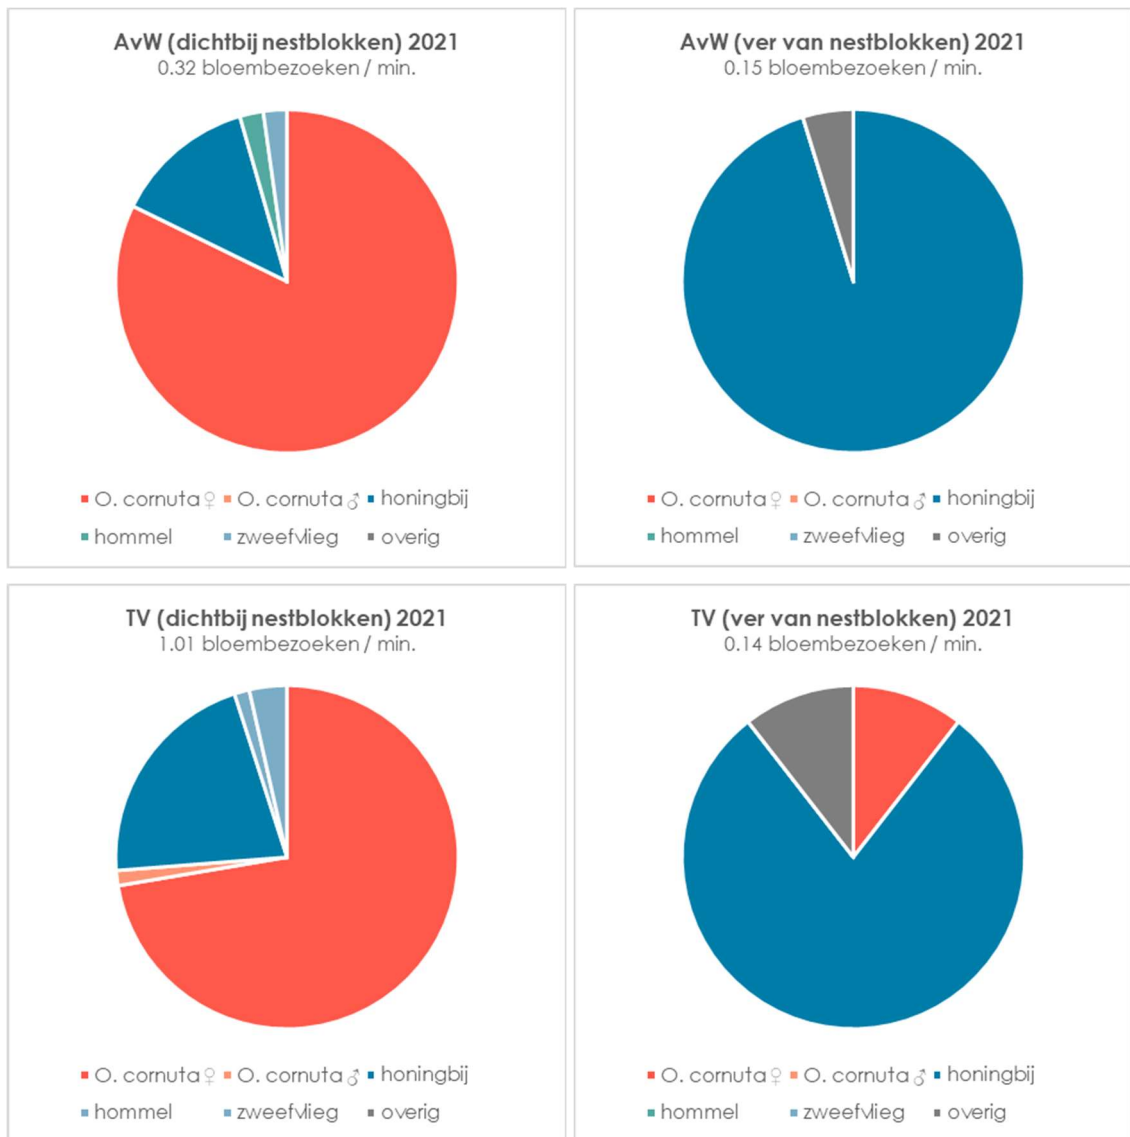 AvW (dichtbij nestblokken) 2021
0.32 bloembezoeken / min.
O. cornuta♀ O. cornuta♂ honingbij
hommel zweefvlieg overig
AvW (ver van nestblokken) 2021
0.15 bloembezoeken / min.
O. cornuta♀ O. cornuta♂ honingbij
hommel zweefvlieg overig
TV (dichtbij nestblokken) 2021
1.01 bloembezoeken / min.
O. cornuta♀ O. cornuta♂ honingbij
hommel zweefvlieg overig
TV (ver van nestblokken) 2021
0.14 bloembezoeken / min.
O. cornuta♀ O. cornuta♂ honingbij
hommel zweefvlieg overig